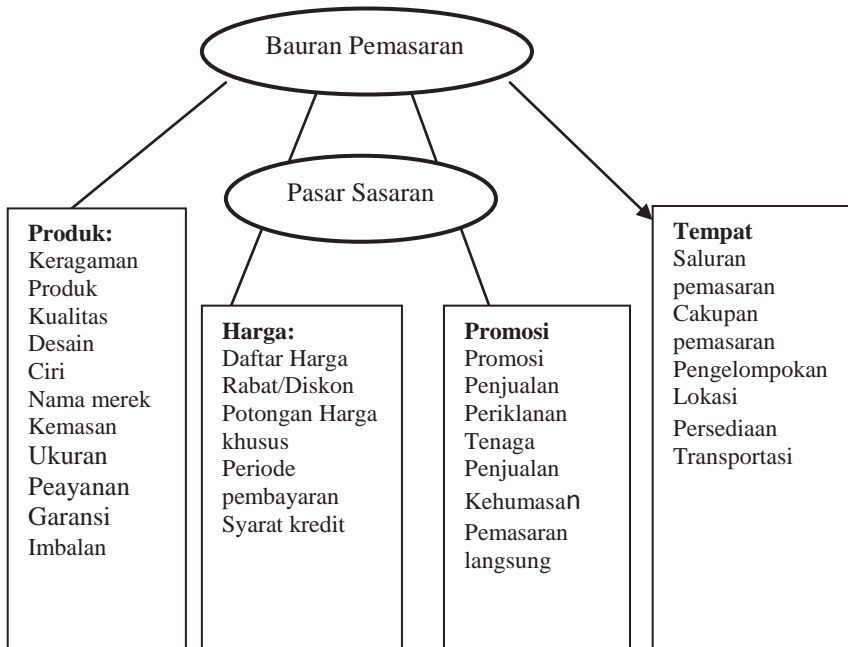 Bauran Pemasaran
Pasar Sasaran
Produk:
Keragaman
Produk
Kualitas
Desain
Ciri
Nama merek
Kemasan
Ukuran
Peayanan
Garansi
Imbalan
Harga:
Daftar Harga
Rabat/Diskon
Potongan Harga
khusus
Periode
pembayaran
Syarat kredit
Promosi
Promosi
Penjualan
Periklanan
Tenaga
Penjualan
Kehumasan
Pemasaran
langsung
Tempat
Saluran
pemasaran
Cakupan
pemasaran
Pengelompokan
Lokasi
Persediaan
Transportasi